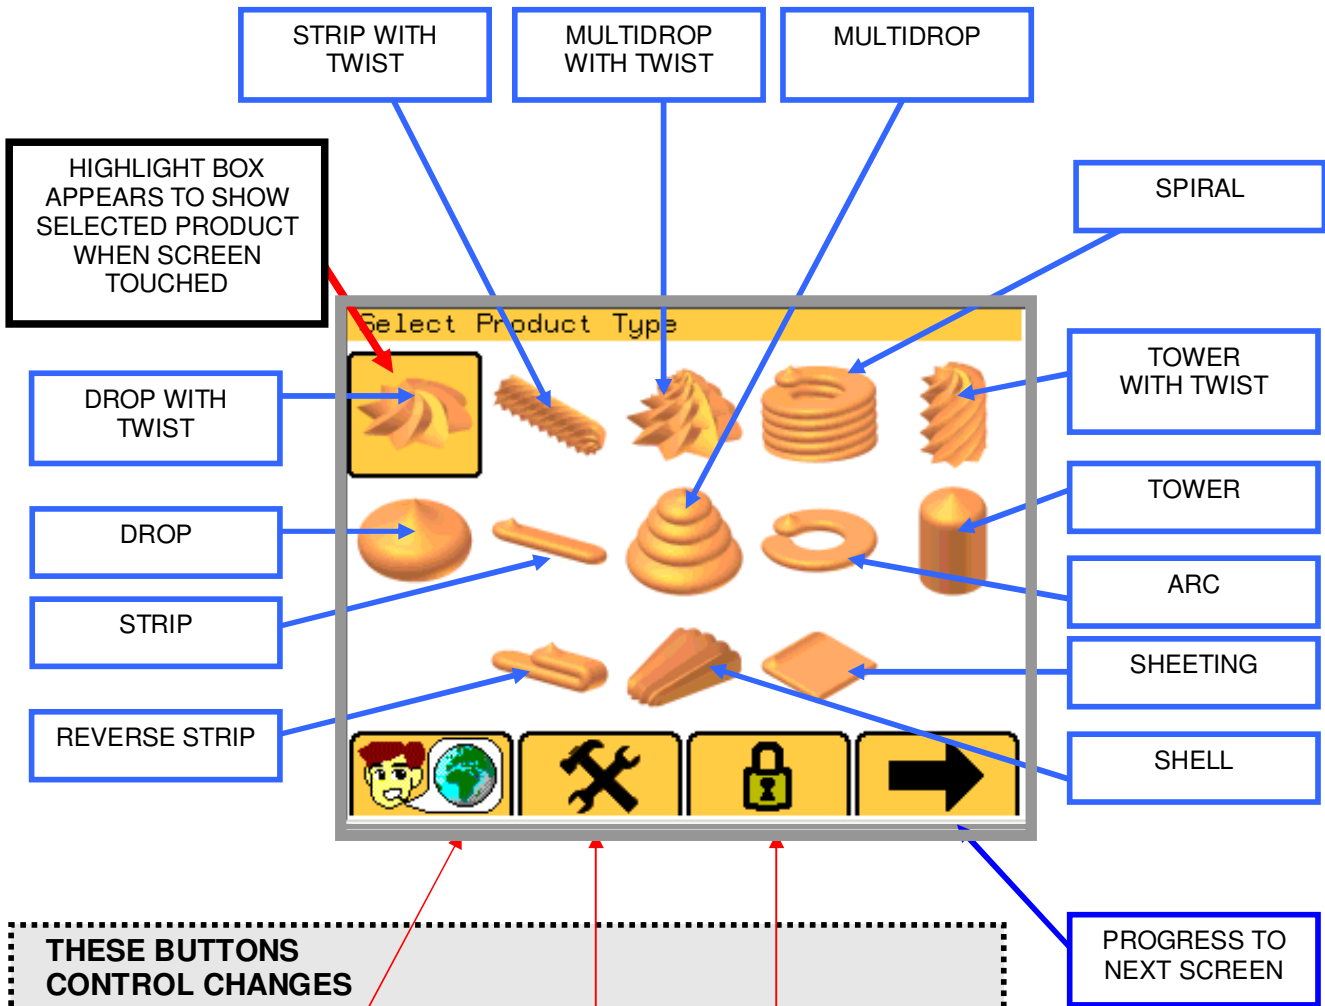 STRIP WITH
TWIST
MULTIDROP
WITH TWIST
MULTIDROP
HIGHLIGHT BOX
APPEARS TO SHOW
SELECTED PRODUCT
WHEN SCREEN
TOUCHED
SPIRAL
Select Product Type
DROP WITH
TWIST
TOWER
WITH TWIST
DROP
TOWER
STRIP
ARC
REVERSE STRIP
SHEETING
SHELL
THESE BUTTONS
CONTROL CHANGES
PROGRESS TO
NEXT SCREEN